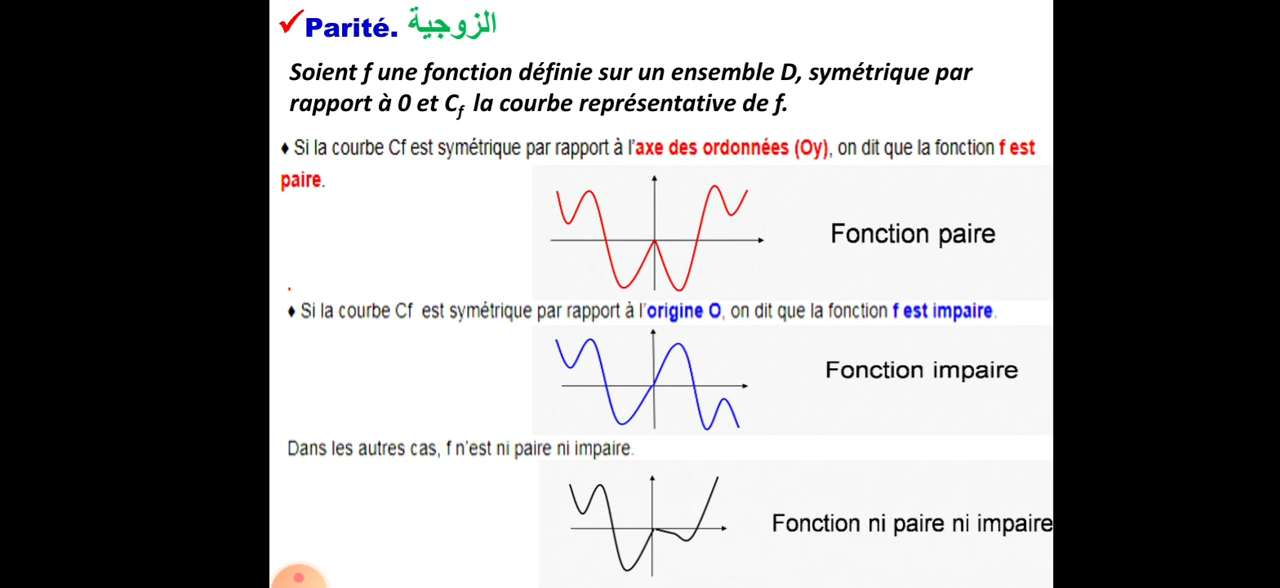 Parité. الزوجية
Soient f une fonction définie sur un ensemble D, symétrique par
rapport à 0 et Cf la courbe représentative de f.
♦ Si la courbe Cf est symétrique par rapport à l'axe des ordonnées (Oy), on dit que la fonction f est
paire.
Fonction paire
♦ Si la courbe Cf est symétrique par rapport à l'origine O, on dit que la fonction f est impaire.
Fonction impaire
Dans les autres cas, f n'est ni paire ni impaire.
Fonction ni paire ni impaire